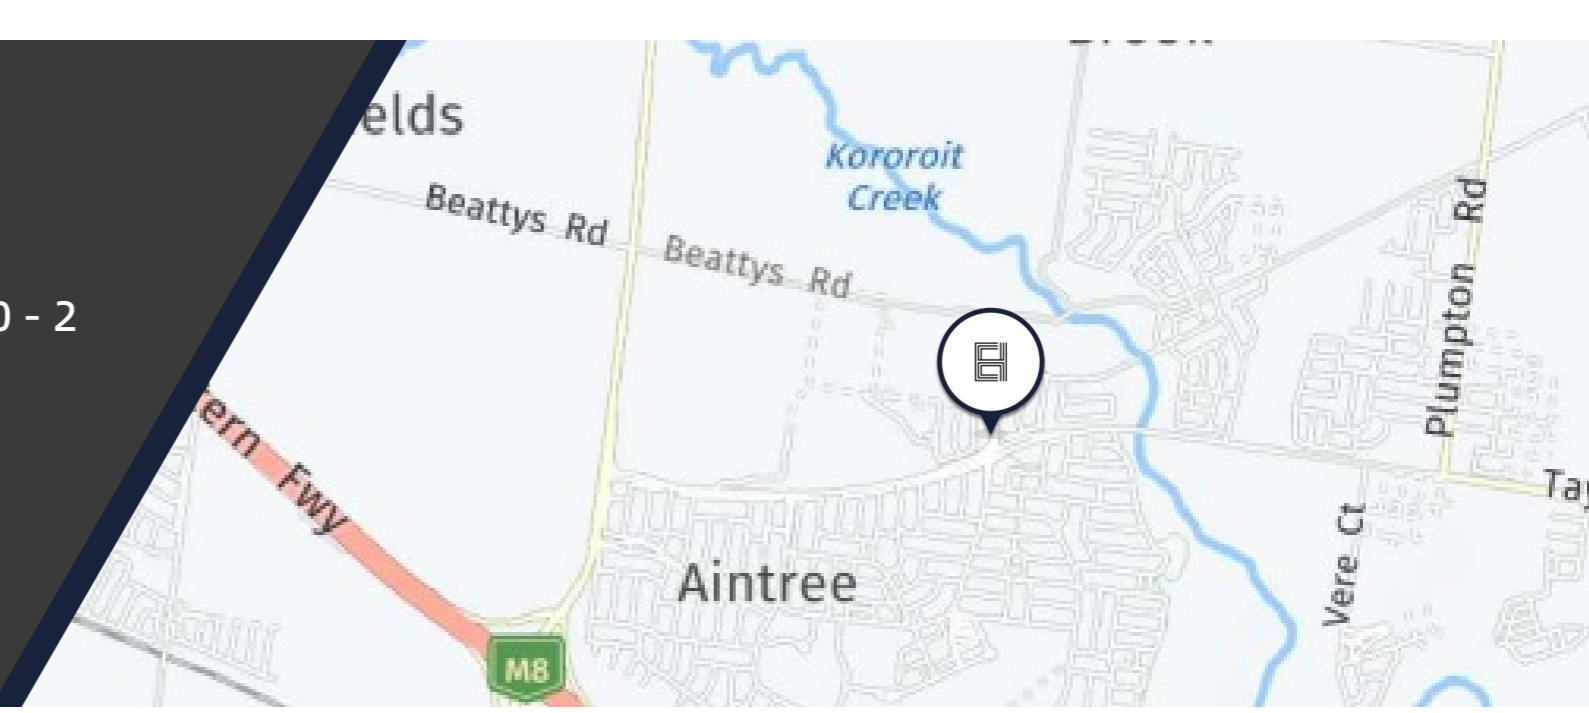 elds
Kororoit
Creek
Beattys Rd
Beattys Rd
Plumpton Rd
0 - 2
ern Fwy
Tay
Vere Ct
Aintree
M8